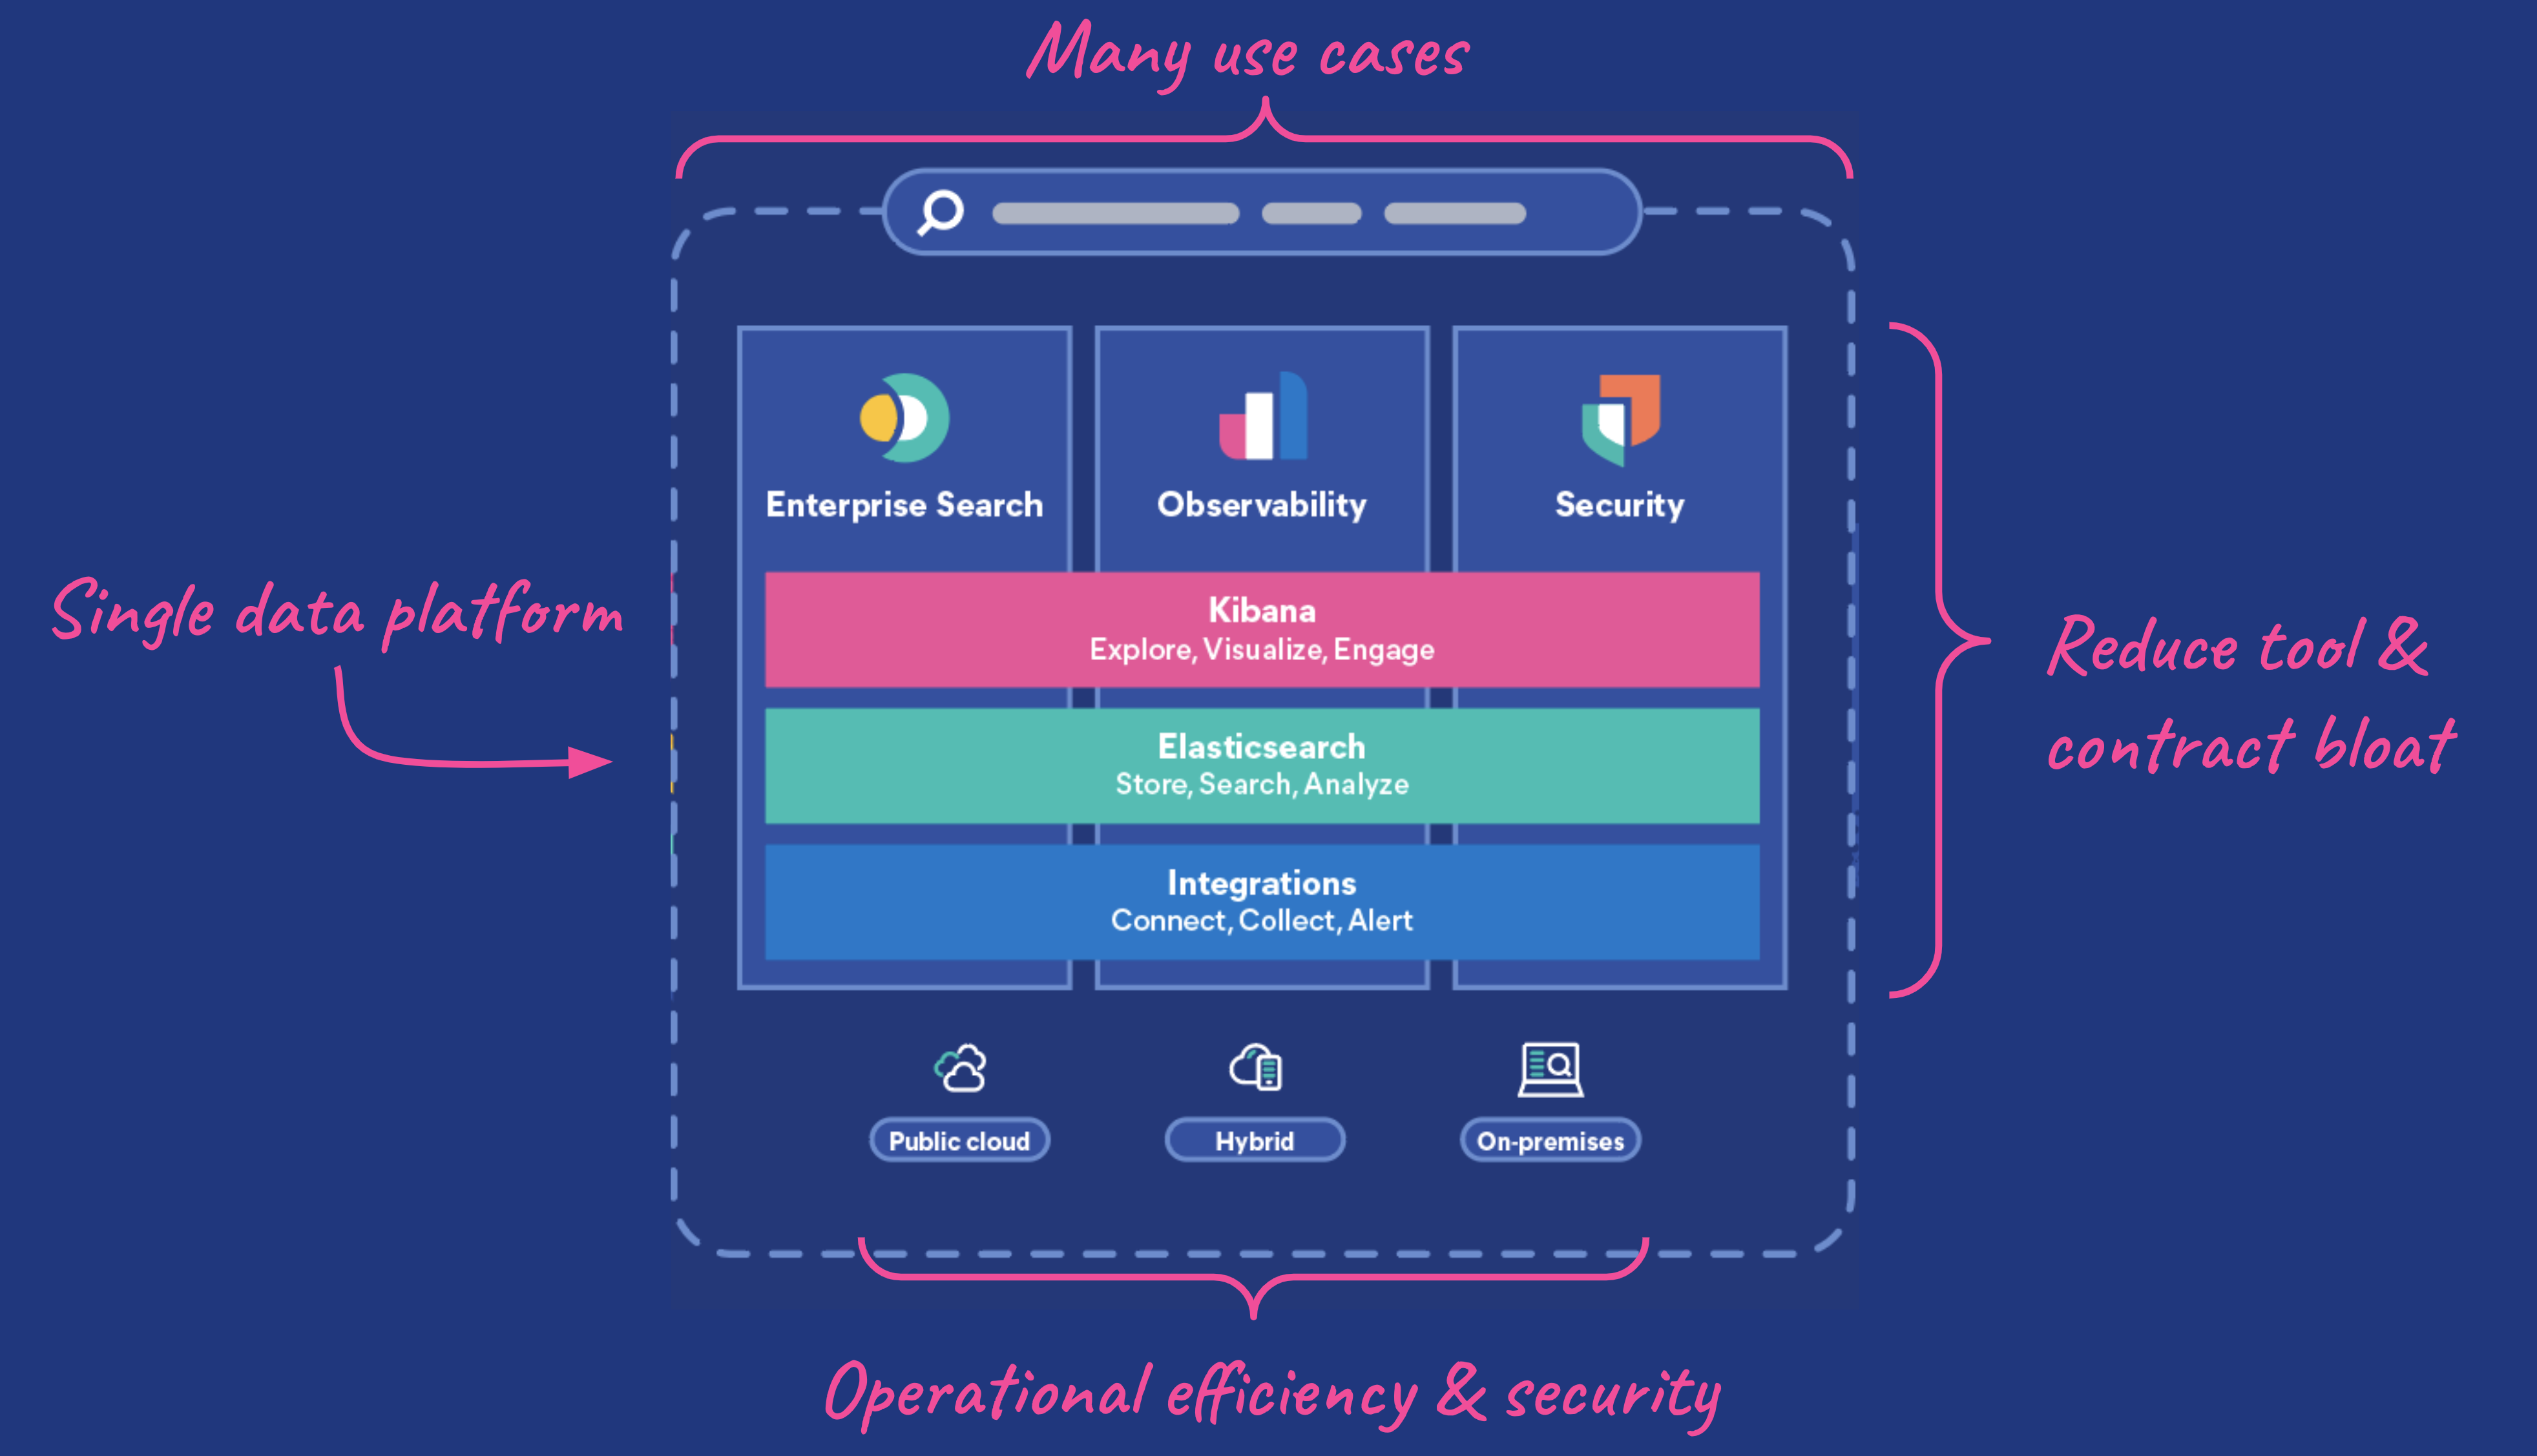 Many use cases
Enterprise Search
Observability
Security
Single data platform
Kibana
Explore, Visualize, Engage
Elasticsearch
Store, Search, Analyze
Integrations
Connect, Collect, Alert
Reduce tool &
contract bloat
Public cloud
Hybrid
On-premises
Operational efficiency & security